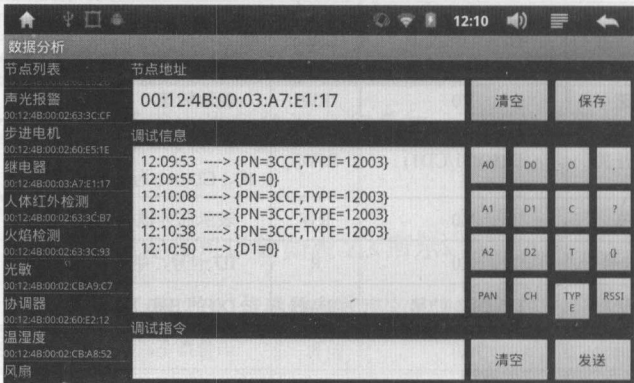 12:10
数据分析
节点列表
声光报警
00:12:4B:00:02:63:3C:CF
步进电机
00:12:4B:00:02:60:E5:1E
继电器
00:12:4B:00:03:A7:E1:17
人体红外检测
00:12:4B:00:02:63:3C:B7
火焰检测
00:12:4B:00:02:63:3C:93
光敏
00:12:4B:00:02:CB:A9:C7
协调器
00:12:4B:00:02:60:E2:12
温湿度
00:12:4B:00:02:CB:A8:52
风扇
节点地址
00:12:4B:00:03:A7:E1:17
清空
保存
调试信息
12:09:53 ----> {PN=3CCF,TYPE=12003}
12:09:55 ----> {D1=0}
12:10:08 ----> {PN=3CCF,TYPE=12003}
12:10:23 ----> {PN=3CCF,TYPE=12003}
12:10:38 ----> {PN=3CCF,TYPE=12003}
12:10:50 ----> {D1=0}
A0 D0 O ,
A1 D1 C ?
A2 D2 T {}
PAN CH TYP RSSI
E
调试指令
清空
发送